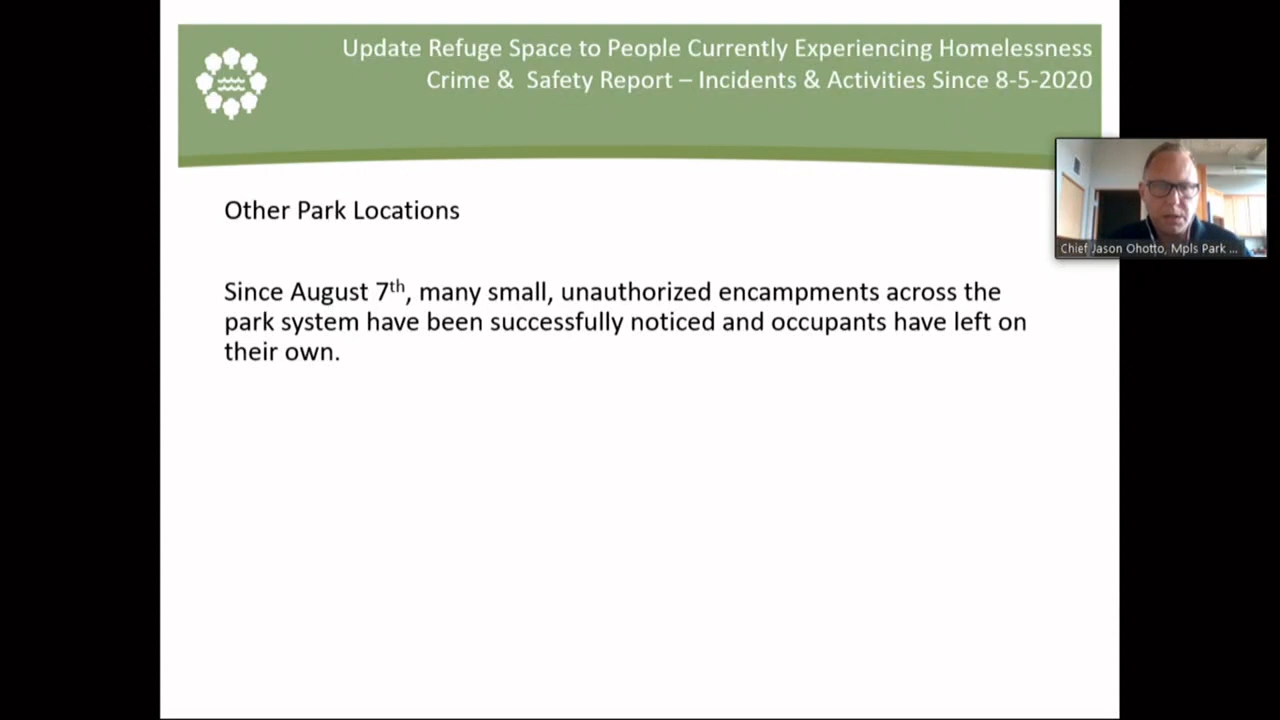 Update Refuge Space to People Currently Experiencing Homelessness
Crime & Safety Report – Incidents & Activities Since 8-5-2020
Chief Jason Ohotto, Mpls Park ...
Other Park Locations
Since August 7th, many small, unauthorized encampments across the
park system have been successfully noticed and occupants have left on
their own.